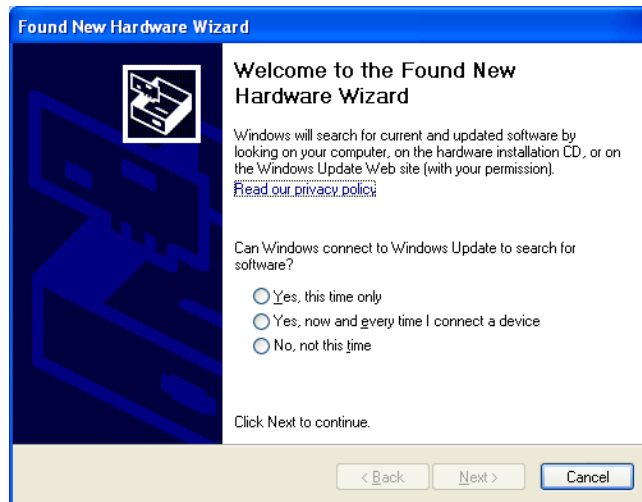 Found New Hardware Wizard
Welcome to the Found New
Hardware Wizard
Windows will search for current and updated software by
looking on your computer, on the hardware installation CD, or on
the Windows Update Web site (with your permission).
Read our privacy policy
Can Windows connect to Windows Update to search for
software?
Yes, this time only
Yes, now and every time I connect a device
No, not this time
Click Next to continue.
< Back
Next >
Cancel